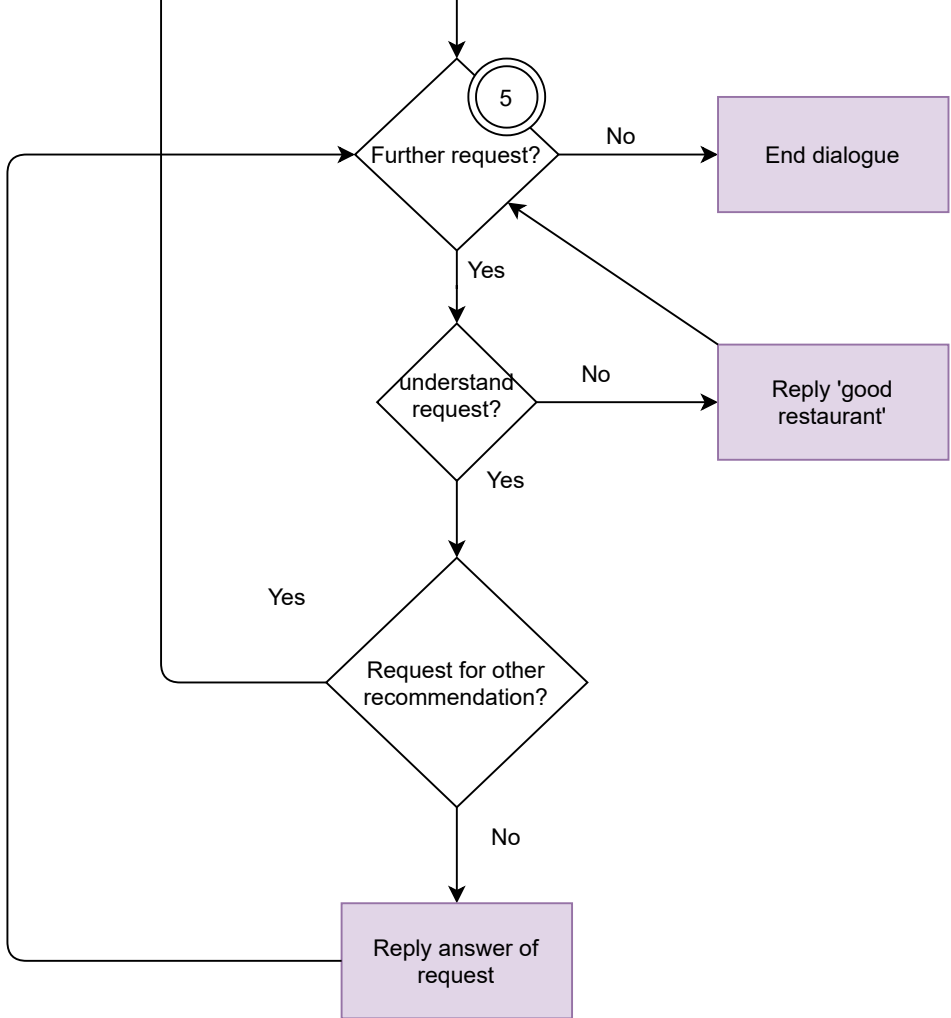 5
Further request?
No
End dialogue
Yes
understand
request?
No
Reply 'good
restaurant'
Yes
Yes
Request for other
recommendation?
No
Reply answer of
request